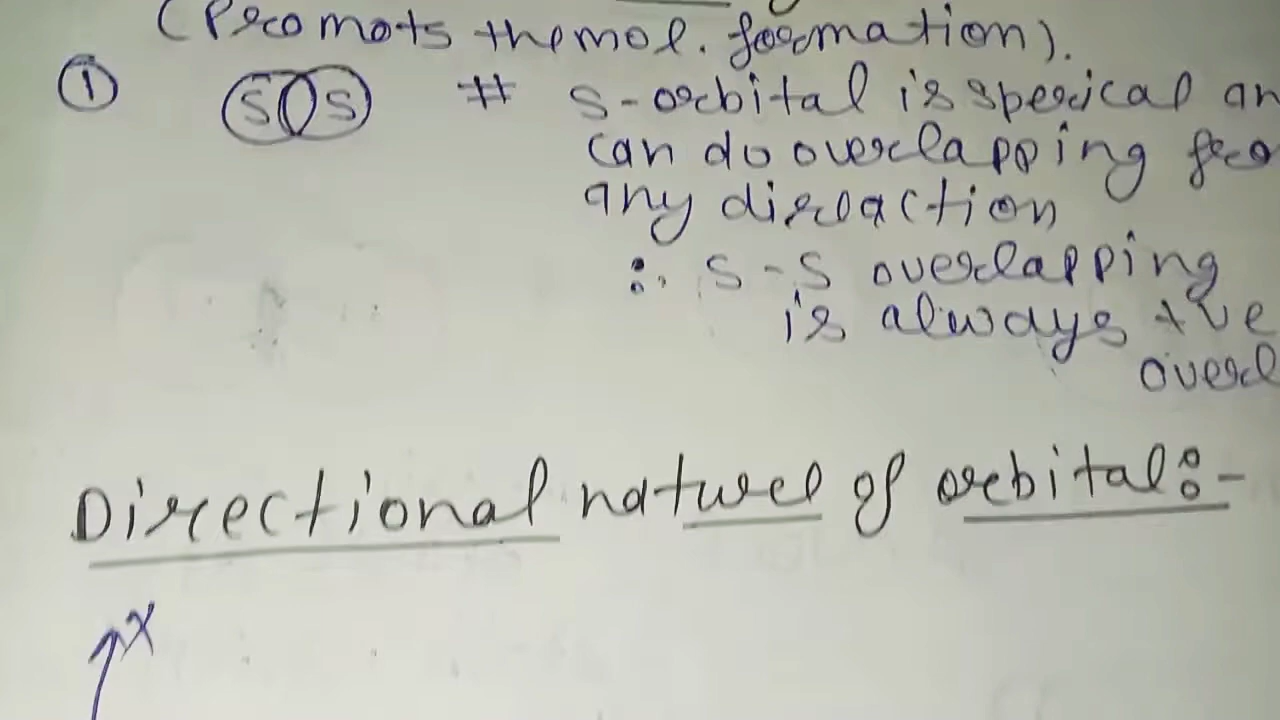 (Promots the mol. formation).
① S S # s-orbital is sperical an
can do overlapping fro
any diraction
∴ s-s overlapping
is always +ve
overl
Directional nature of orbital:-
x